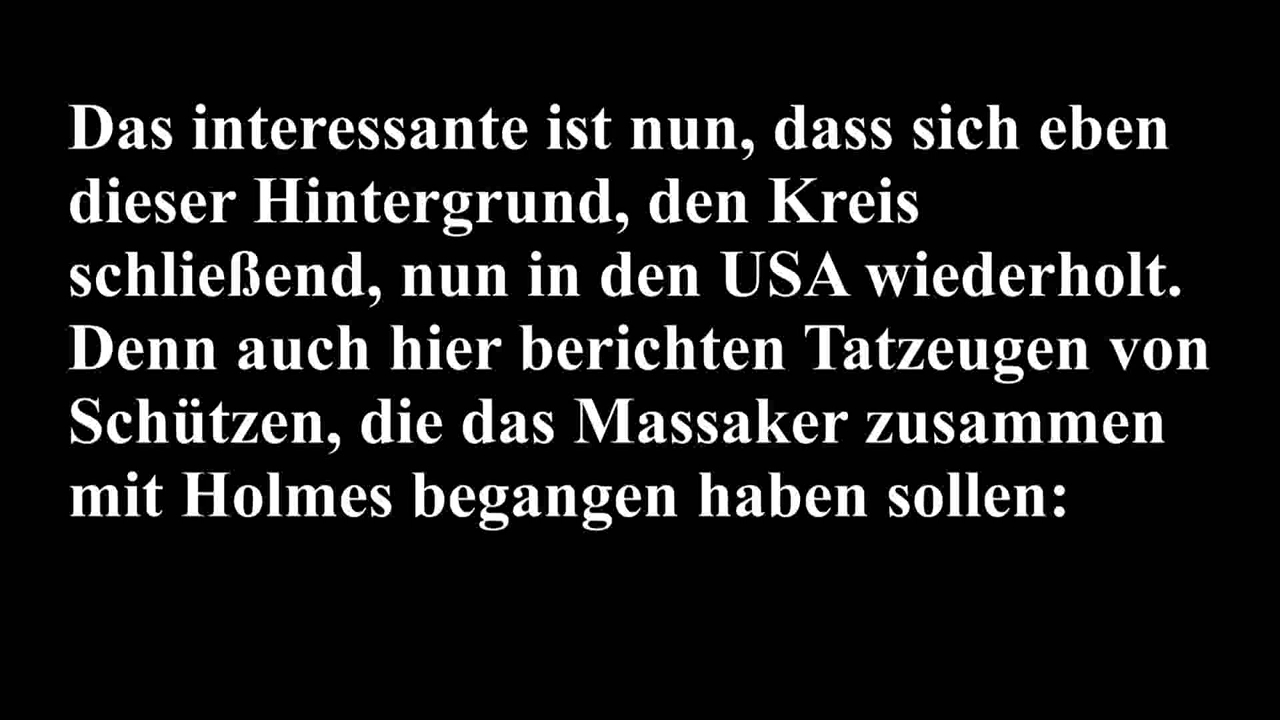 Das interessante ist nun, dass sich eben
dieser Hintergrund, den Kreis
schließend, nun in den USA wiederholt.
Denn auch hier berichten Tatzeugen von
Schützen, die das Massaker zusammen
mit Holmes begangen haben sollen: